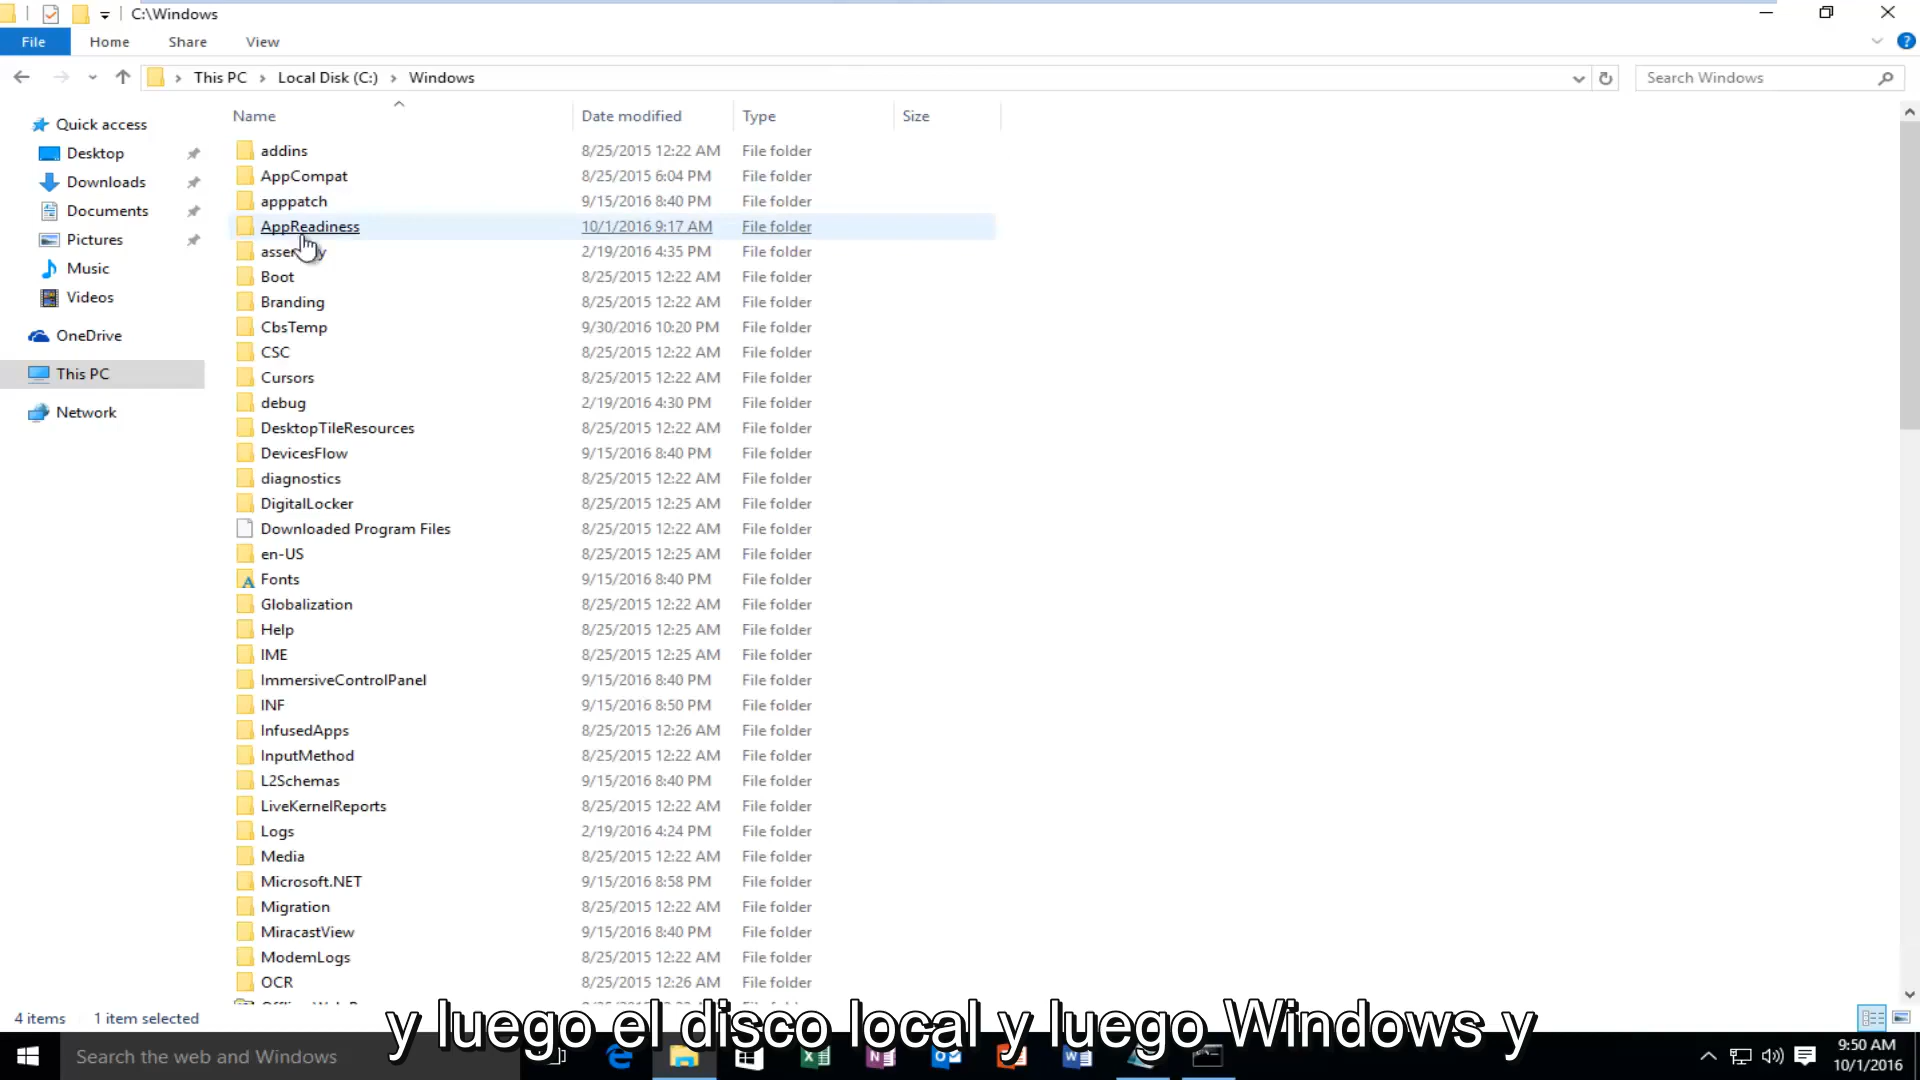 C:\Windows
File Home Share View
This PC Local Disk (C:) Windows
Search Windows
Quick access
Desktop
Downloads
Documents
Pictures
Music
Videos
OneDrive
This PC
Network
Name Date modified Type Size
addins 8/25/2015 12:22 AM File folder
AppCompat 8/25/2015 6:04 PM File folder
apppatch 9/15/2016 8:40 PM File folder
AppReadiness 10/1/2016 9:17 AM File folder
2/19/2016 4:35 PM File folder
Boot 8/25/2015 12:22 AM File folder
Branding 8/25/2015 12:22 AM File folder
CbsTemp 9/30/2016 10:20 PM File folder
CSC 8/25/2015 12:22 AM File folder
Cursors 8/25/2015 12:22 AM File folder
debug 2/19/2016 4:30 PM File folder
DesktopTileResources 8/25/2015 12:22 AM File folder
DevicesFlow 9/15/2016 8:40 PM File folder
diagnostics 8/25/2015 12:22 AM File folder
DigitalLocker 8/25/2015 12:25 AM File folder
Downloaded Program Files 8/25/2015 12:22 AM File folder
en-US 8/25/2015 12:25 AM File folder
Fonts 9/15/2016 8:40 PM File folder
Globalization 8/25/2015 12:22 AM File folder
Help 8/25/2015 12:25 AM File folder
IME 8/25/2015 12:25 AM File folder
ImmersiveControlPanel 9/15/2016 8:40 PM File folder
INF 9/15/2016 8:50 PM File folder
InfusedApps 8/25/2015 12:26 AM File folder
InputMethod 8/25/2015 12:22 AM File folder
L2Schemas 9/15/2016 8:40 PM File folder
LiveKernelReports 8/25/2015 12:22 AM File folder
Logs 2/19/2016 4:24 PM File folder
Media 8/25/2015 12:22 AM File folder
Microsoft.NET 9/15/2016 8:58 PM File folder
Migration 8/25/2015 12:22 AM File folder
MiracastView 9/15/2016 8:40 PM File folder
ModemLogs 8/25/2015 12:22 AM File folder
OCR 8/25/2015 12:26 AM File folder
4 items 1 item selected
y luego el disco local y luego Windows y
Search the web and Windows
9:50 AM
10/1/2016